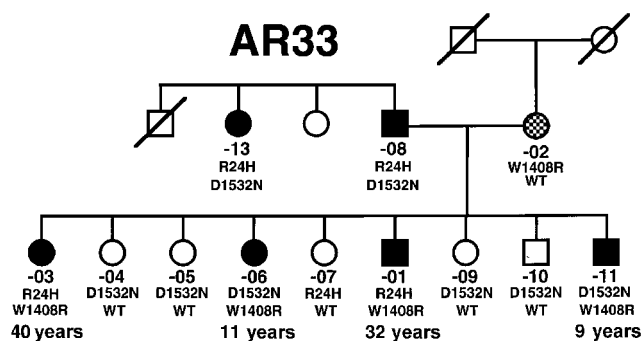 AR33
-13 -08 -02
R24H R24H W1408R
D1532N D1532N WT
-03 -04 -05 -06 -07 -01 -09 -10 -11
R24H D1532N D1532N D1532N R24H R24H D1532N D1532N D1532N
W1408R WT WT W1408R WT W1408R WT WT W1408R
40 years 11 years 32 years 9 years